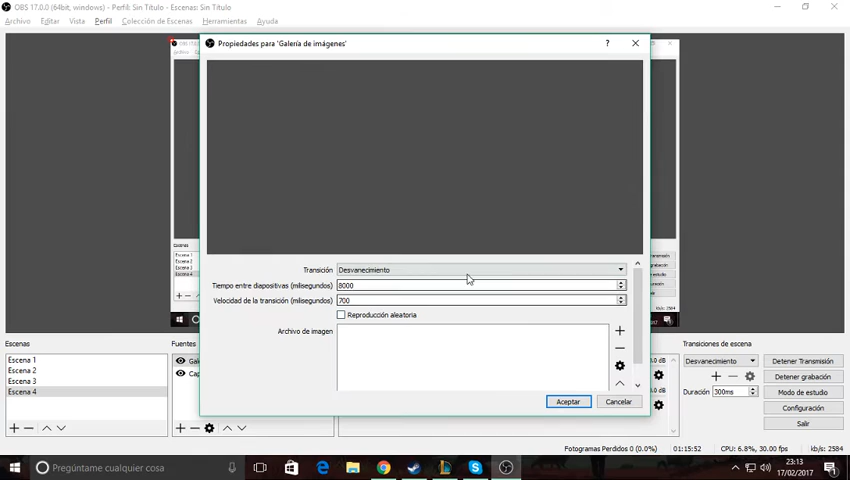 OBS 17.0.0 (64bit, windows) - Perfil: Sin Título - Escenas: Sin Título
Archivo Editar Vista Perfil Colección de Escenas Herramientas Ayuda
Propiedades para 'Galería de imágenes'
?
Transición Desvanecimiento
Tiempo entre diapositivas (milisegundos) 8000
Velocidad de la transición (milisegundos) 700
Reproducción aleatoria
Archivo de imagen
Aceptar Cancelar
Escenas
Escena 1
Escena 2
Escena 3
Escena 4
Fuentes
Gale
Cap
Transiciones de escena
Desvanecimiento
Duración 300ms
Detener Transmisión
Detener grabación
Modo de estudio
Configuración
Salir
Fotogramas Perdidos 0 (0.0%) 01:15:52 CPU: 6.8%, 30.00 fps kb/s: 2584
Pregúntame cualquier cosa
23:13
17/02/2017